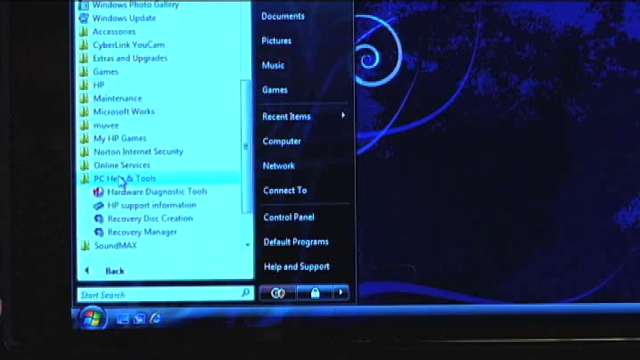 Windows Photo Gallery
Windows Update
Accessories
CyberLink YouCam
Extras and Upgrades
Games
HP
Maintenance
Microsoft Works
muvee
My HP Games
Norton Internet Security
Online Services
PC Help & Tools
Hardware Diagnostic Tools
HP support information
Recovery Disc Creation
Recovery Manager
SoundMAX
Back
Start Search
Documents
Pictures
Music
Games
Recent Items
Computer
Network
Connect To
Control Panel
Default Programs
Help and Support